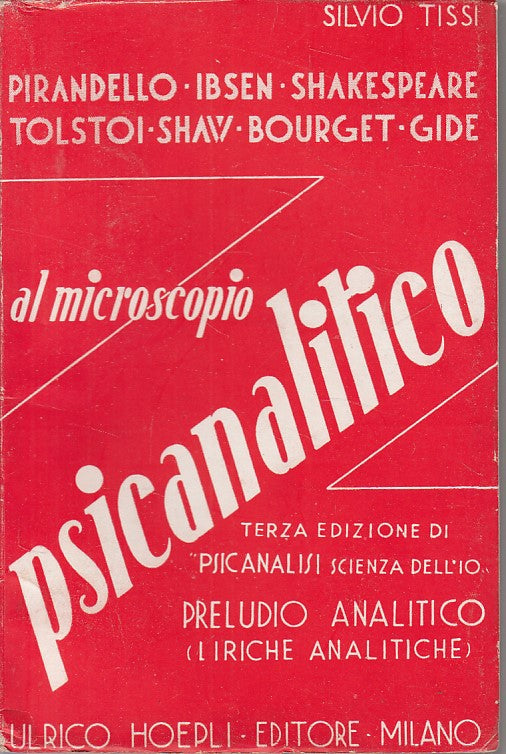 SILVIO TISSI
PIRANDELLO · IBSEN · SHAKESPEARE
TOLSTOI · SHAW · BOURGET · GIDE
al microscopio
psicanalitico
TERZA EDIZIONE DI
"PSICANALISI SCIENZA DELL'IO„
PRELUDIO ANALITICO
(LIRICHE ANALITICHE)
ULRICO HOEPLI - EDITORE - MILANO